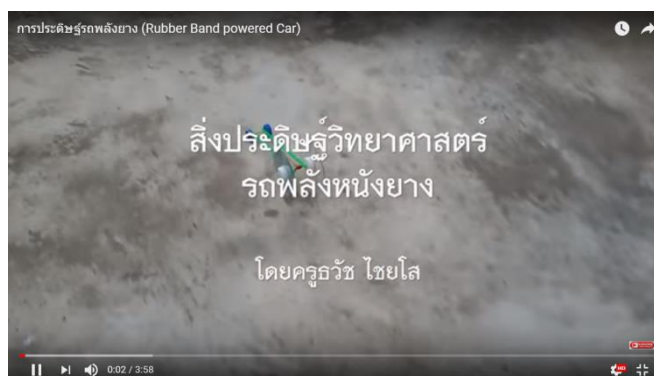 การประดิษฐ์รถพลังยาง (Rubber Band powered Car)
สิ่งประดิษฐ์วิทยาศาสตร์
รถพลังหนังยาง
โดยครูธวัช ไชยโส
0:02 / 3:58
HD